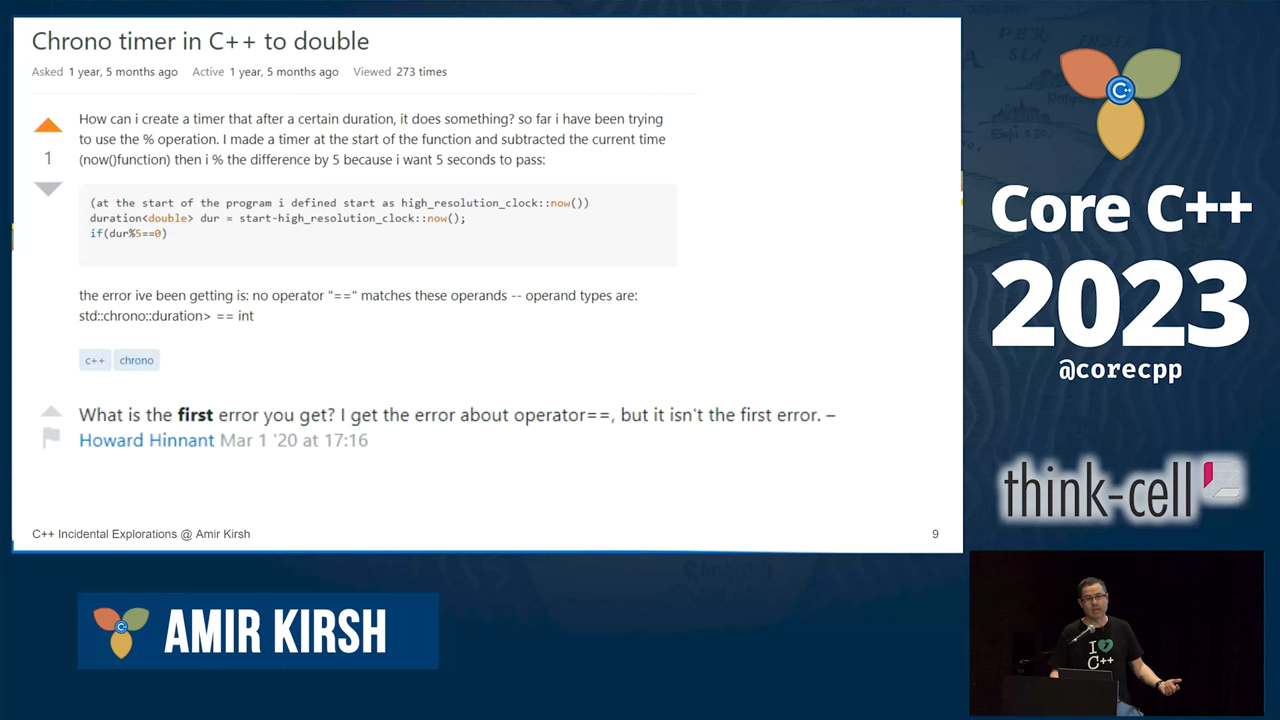 Chrono timer in C++ to double
Asked 1 year, 5 months ago Active 1 year, 5 months ago Viewed 273 times
How can i create a timer that after a certain duration, it does something? so far i have been trying
to use the % operation. I made a timer at the start of the function and subtracted the current time
(now()function) then i % the difference by 5 because i want 5 seconds to pass:
1
(at the start of the program i defined start as high_resolution_clock::now())
duration<double> dur = start-high_resolution_clock::now();
if(dur%5==0)
the error ive been getting is: no operator "==" matches these operands -- operand types are:
std::chrono::duration> == int
c++ chrono
What is the first error you get? I get the error about operator==, but it isn't the first error. –
Howard Hinnant Mar 1 '20 at 17:16
C++ Incidental Explorations @ Amir Kirsh
9
C++
Core C++
2023
@corecpp
think-cell
C++
AMIR KIRSH
I
C++